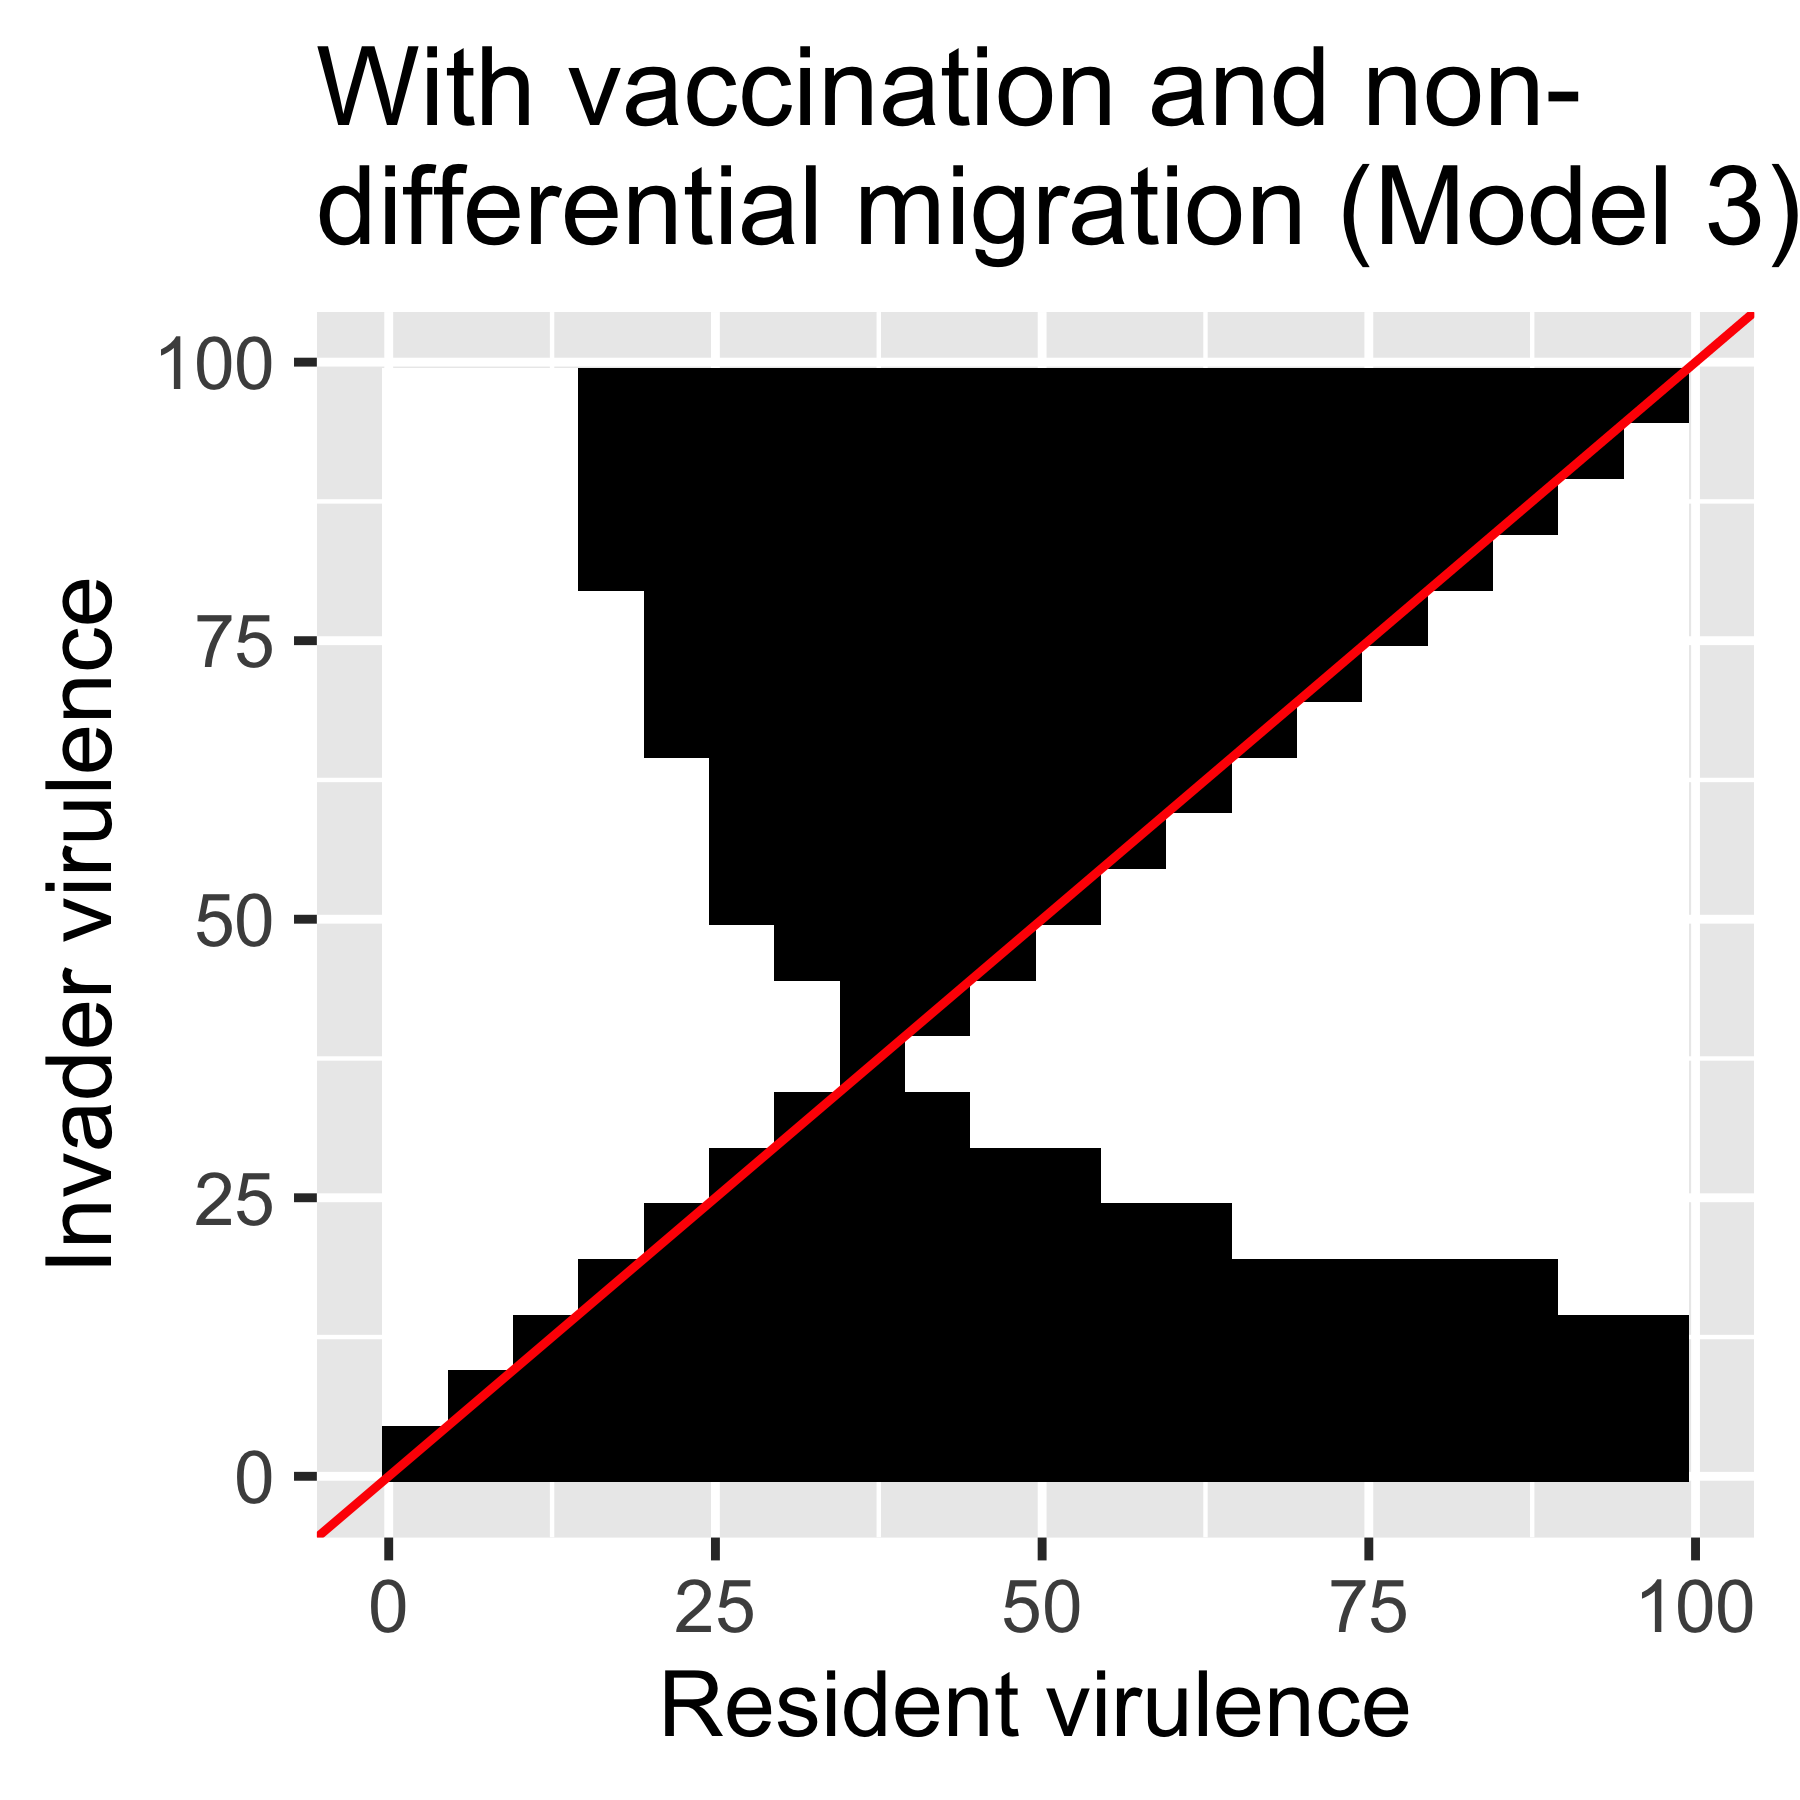 With vaccination and non-
differential migration (Model 3)
Invader virulence
100
75
50
25
0
0 25 50 75 100
Resident virulence